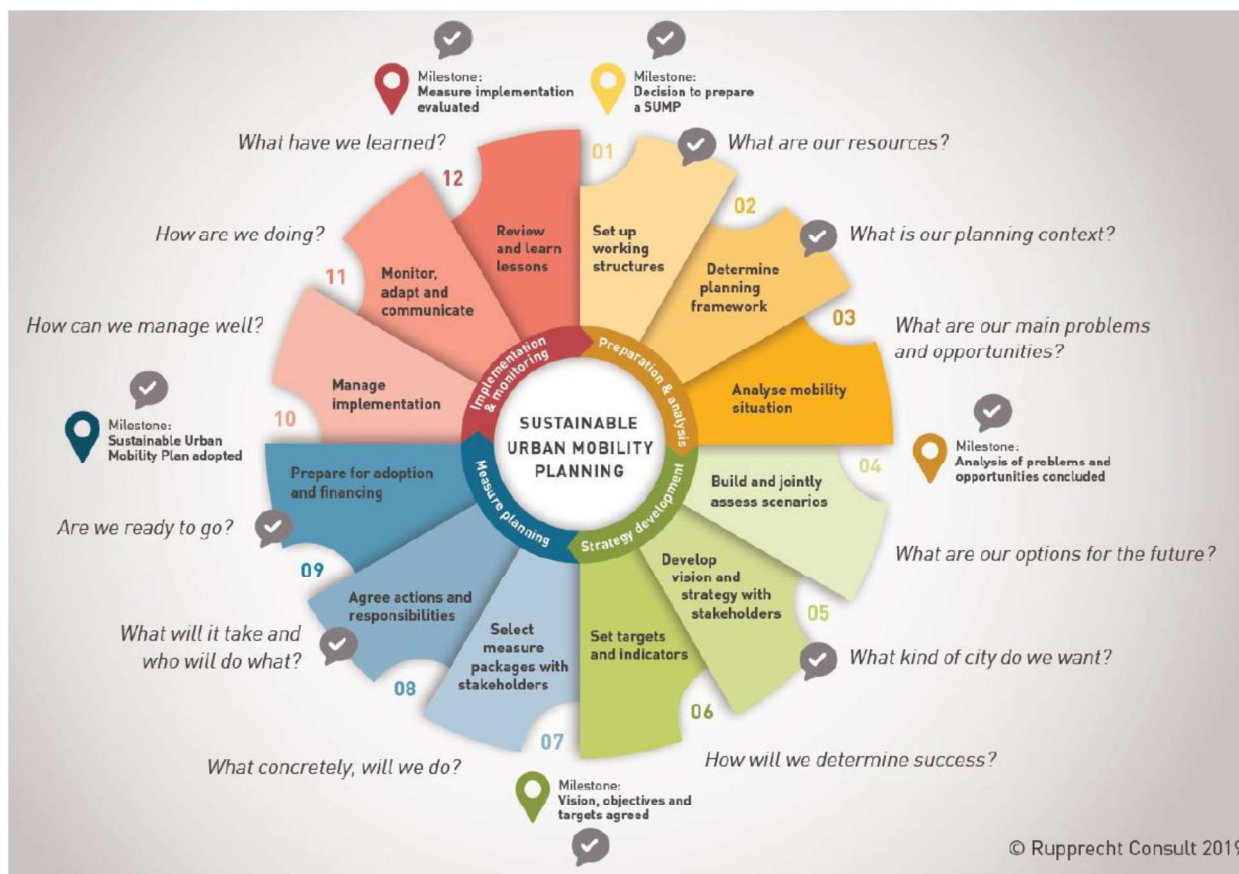 Milestone:
Measure implementation
evaluated
Milestone:
Decision to prepare
a SUMP
What have we learned?
What are our resources?
12
01
Review
and learn
lessons
Set up
working
structures
02
What is our planning context?
Determine
planning
framework
03
What are our main problems
and opportunities?
Analyse mobility
situation
Milestone:
Analysis of problems and
opportunities concluded
04
Build and jointly
assess scenarios
What are our options for the future?
05
Develop
vision and
strategy with
stakeholders
What kind of city do we want?
06
Set targets
and indicators
How will we determine success?
Milestone:
Vision, objectives and
targets agreed
07
Select
measure
packages with
stakeholders
What concretely, will we do?
08
Agree actions and
responsibilities
What will it take and
who will do what?
09
Prepare for adoption
and financing
Are we ready to go?
Milestone:
Sustainable Urban
Mobility Plan adopted
10
Manage
implementation
How can we manage well?
11
Monitor,
adapt and
communicate
How are we doing?
Implementation
& monitoring
Preparation & analysis
Strategy development
Measure planning
SUSTAINABLE
URBAN MOBILITY
PLANNING
© Rupprecht Consult 2019